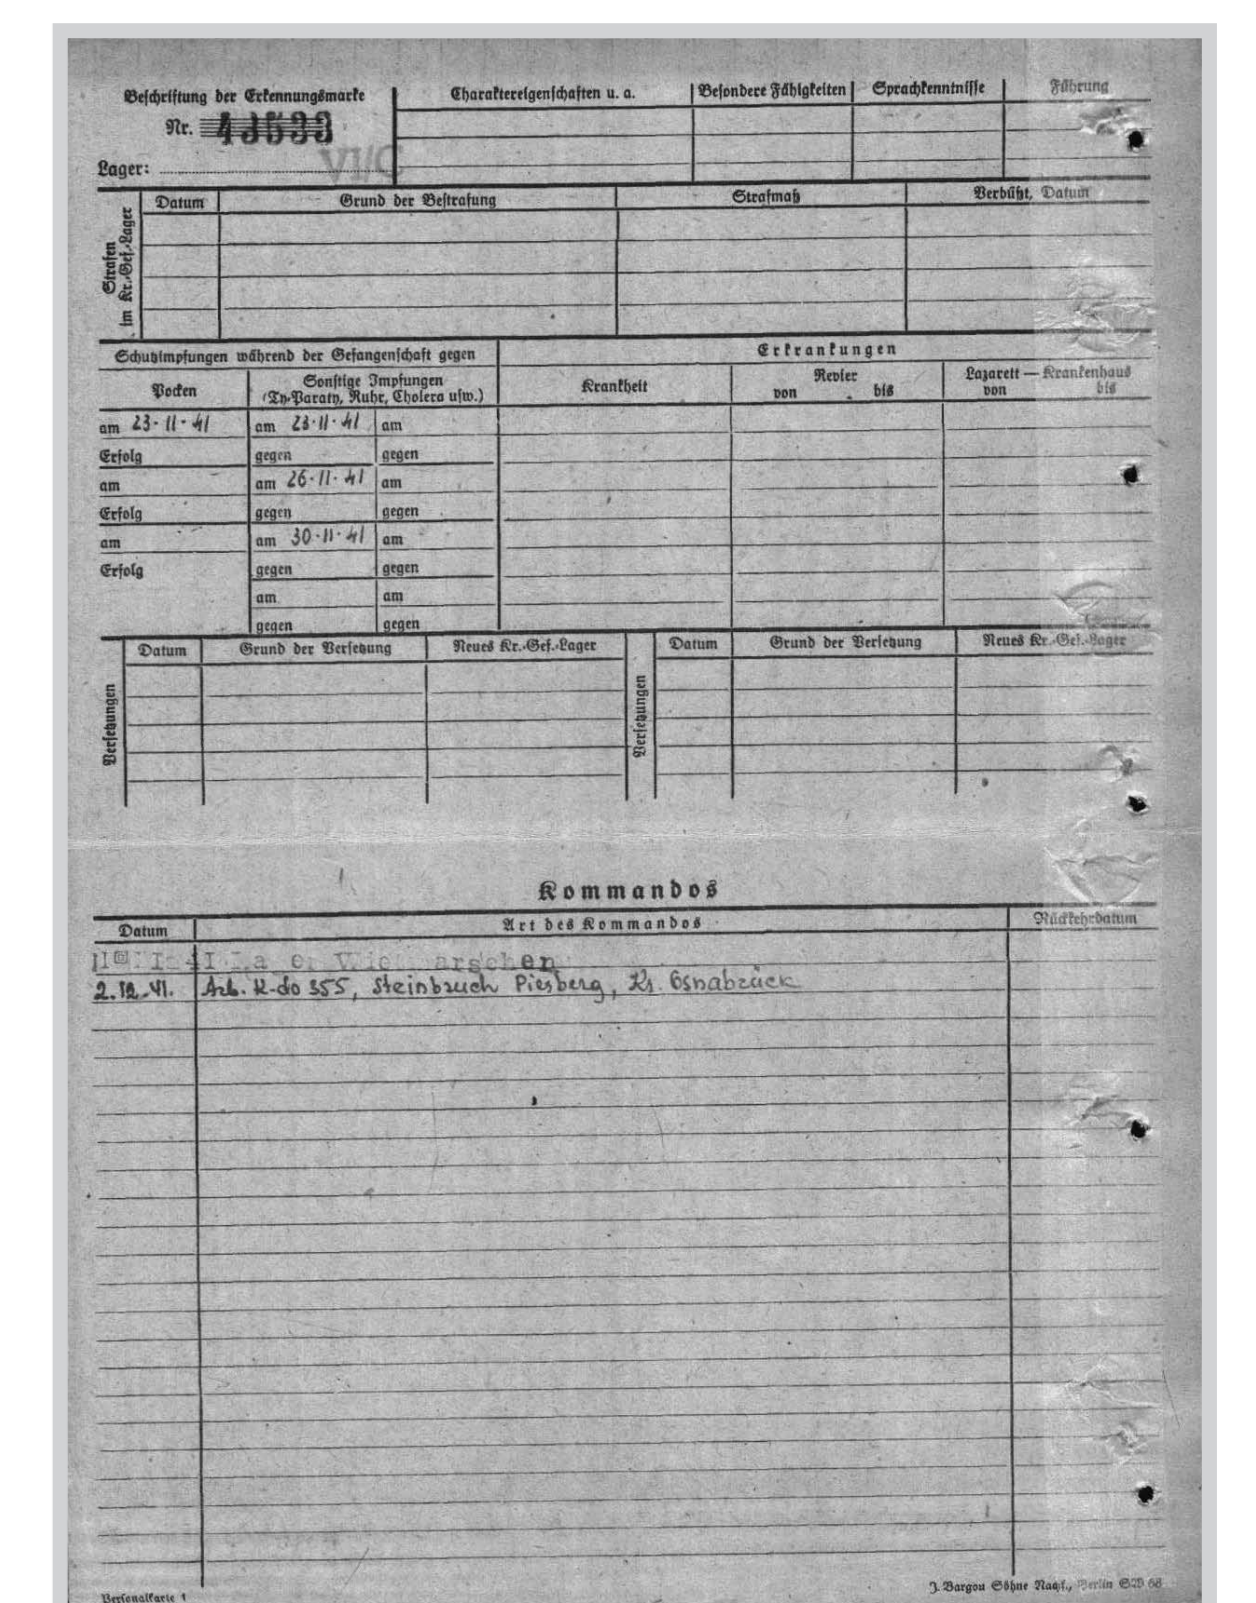 Beschriftung der Erkennungsmarke
Charaktereigenschaften u. a.
Besondere Fähigkeiten
Sprachkenntnisse
Führung
Nr.
Lager: VI/C
Strafen im Kr.-Gef.-Lager
Datum
Grund der Bestrafung
Strafmaß
Verbüßt, Datum
Schutzimpfungen während der Gefangenschaft gegen
Erkrankungen
Pocken
Sonstige Impfungen
(Ty-Paraty, Ruhr, Cholera usw.)
Krankheit
Revier
von bis
Lazarett — Krankenhaus
von bis
am 23·11·41 am 23·11·41 am
Erfolg gegen gegen
am am 26·11·41 am
Erfolg gegen gegen
am am 30·11·41 am
Erfolg gegen gegen
am am
gegen gegen
Versetzungen
Datum
Grund der Versetzung
Neues Kr.-Gef.-Lager
Versetzungen
Datum
Grund der Versetzung
Neues Kr.-Gef.-Lager
Kommandos
Datum
Art des Kommandos
Rückkehrdatum
2.12.41. Arb. K-do 355, Steinbruch Piesberg, Kr. Osnabrück
Personalkarte 1
J. Bargou Söhne Nachf., Berlin SW 68